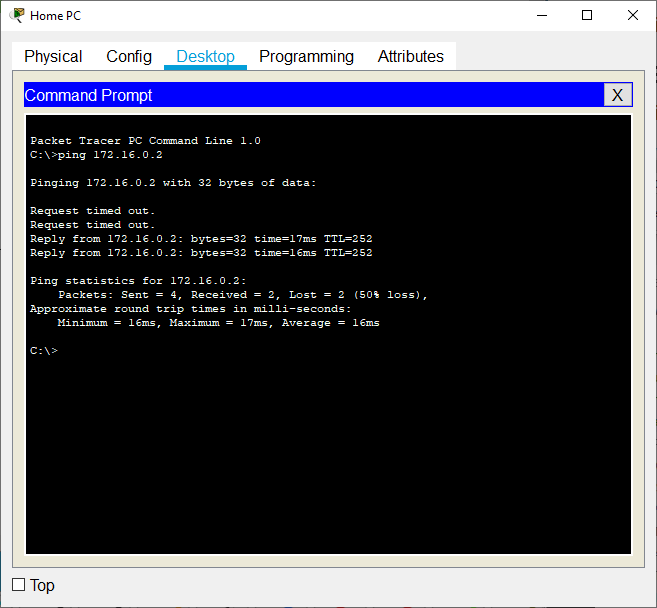 Home PC
Physical Config Desktop Programming Attributes
Command Prompt X
Packet Tracer PC Command Line 1.0
C:\>ping 172.16.0.2
Pinging 172.16.0.2 with 32 bytes of data:
Request timed out.
Request timed out.
Reply from 172.16.0.2: bytes=32 time=17ms TTL=252
Reply from 172.16.0.2: bytes=32 time=16ms TTL=252
Ping statistics for 172.16.0.2:
    Packets: Sent = 4, Received = 2, Lost = 2 (50% loss),
Approximate round trip times in milli-seconds:
    Minimum = 16ms, Maximum = 17ms, Average = 16ms
C:\>
Top